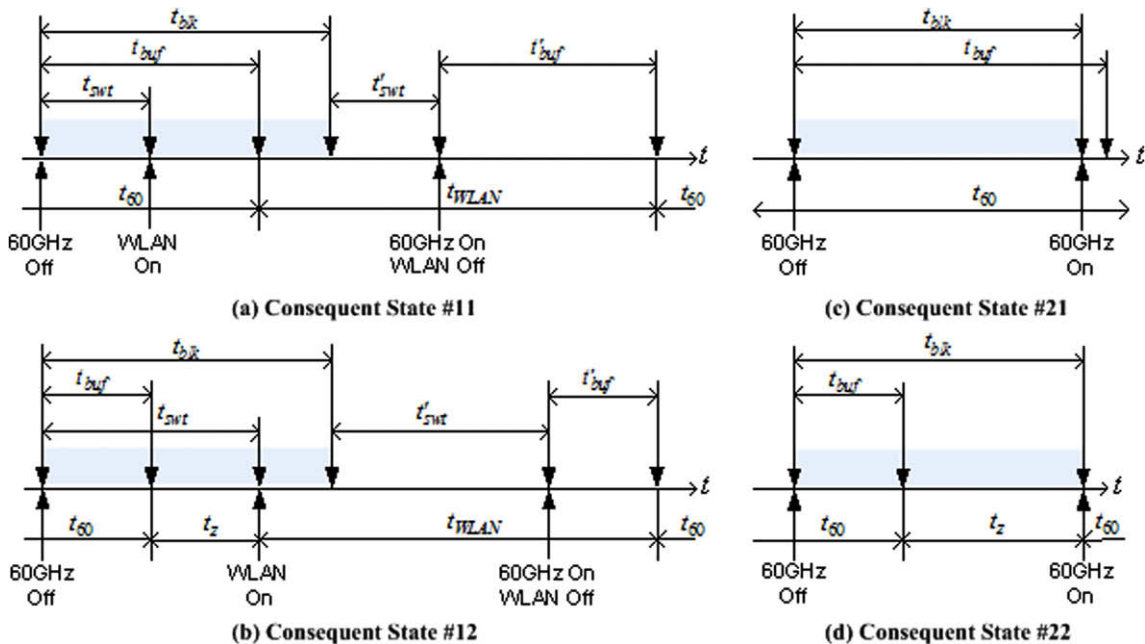 t_blk
t_buf
t'_buf
t_swt
t'_swt
t
t_60
t_WLAN
t_60
60GHz
Off
WLAN
On
60GHz On
WLAN Off
(a) Consequent State #11
t_blk
t_buf
t
t_60
60GHz
Off
60GHz
On
(c) Consequent State #21
t_blk
t_buf
t'_buf
t_swt
t'_swt
t
t_60
t_z
t_WLAN
t_60
60GHz
Off
WLAN
On
60GHz On
WLAN Off
(b) Consequent State #12
t_blk
t_buf
t
t_60
t_z
t_60
60GHz
Off
60GHz
On
(d) Consequent State #22